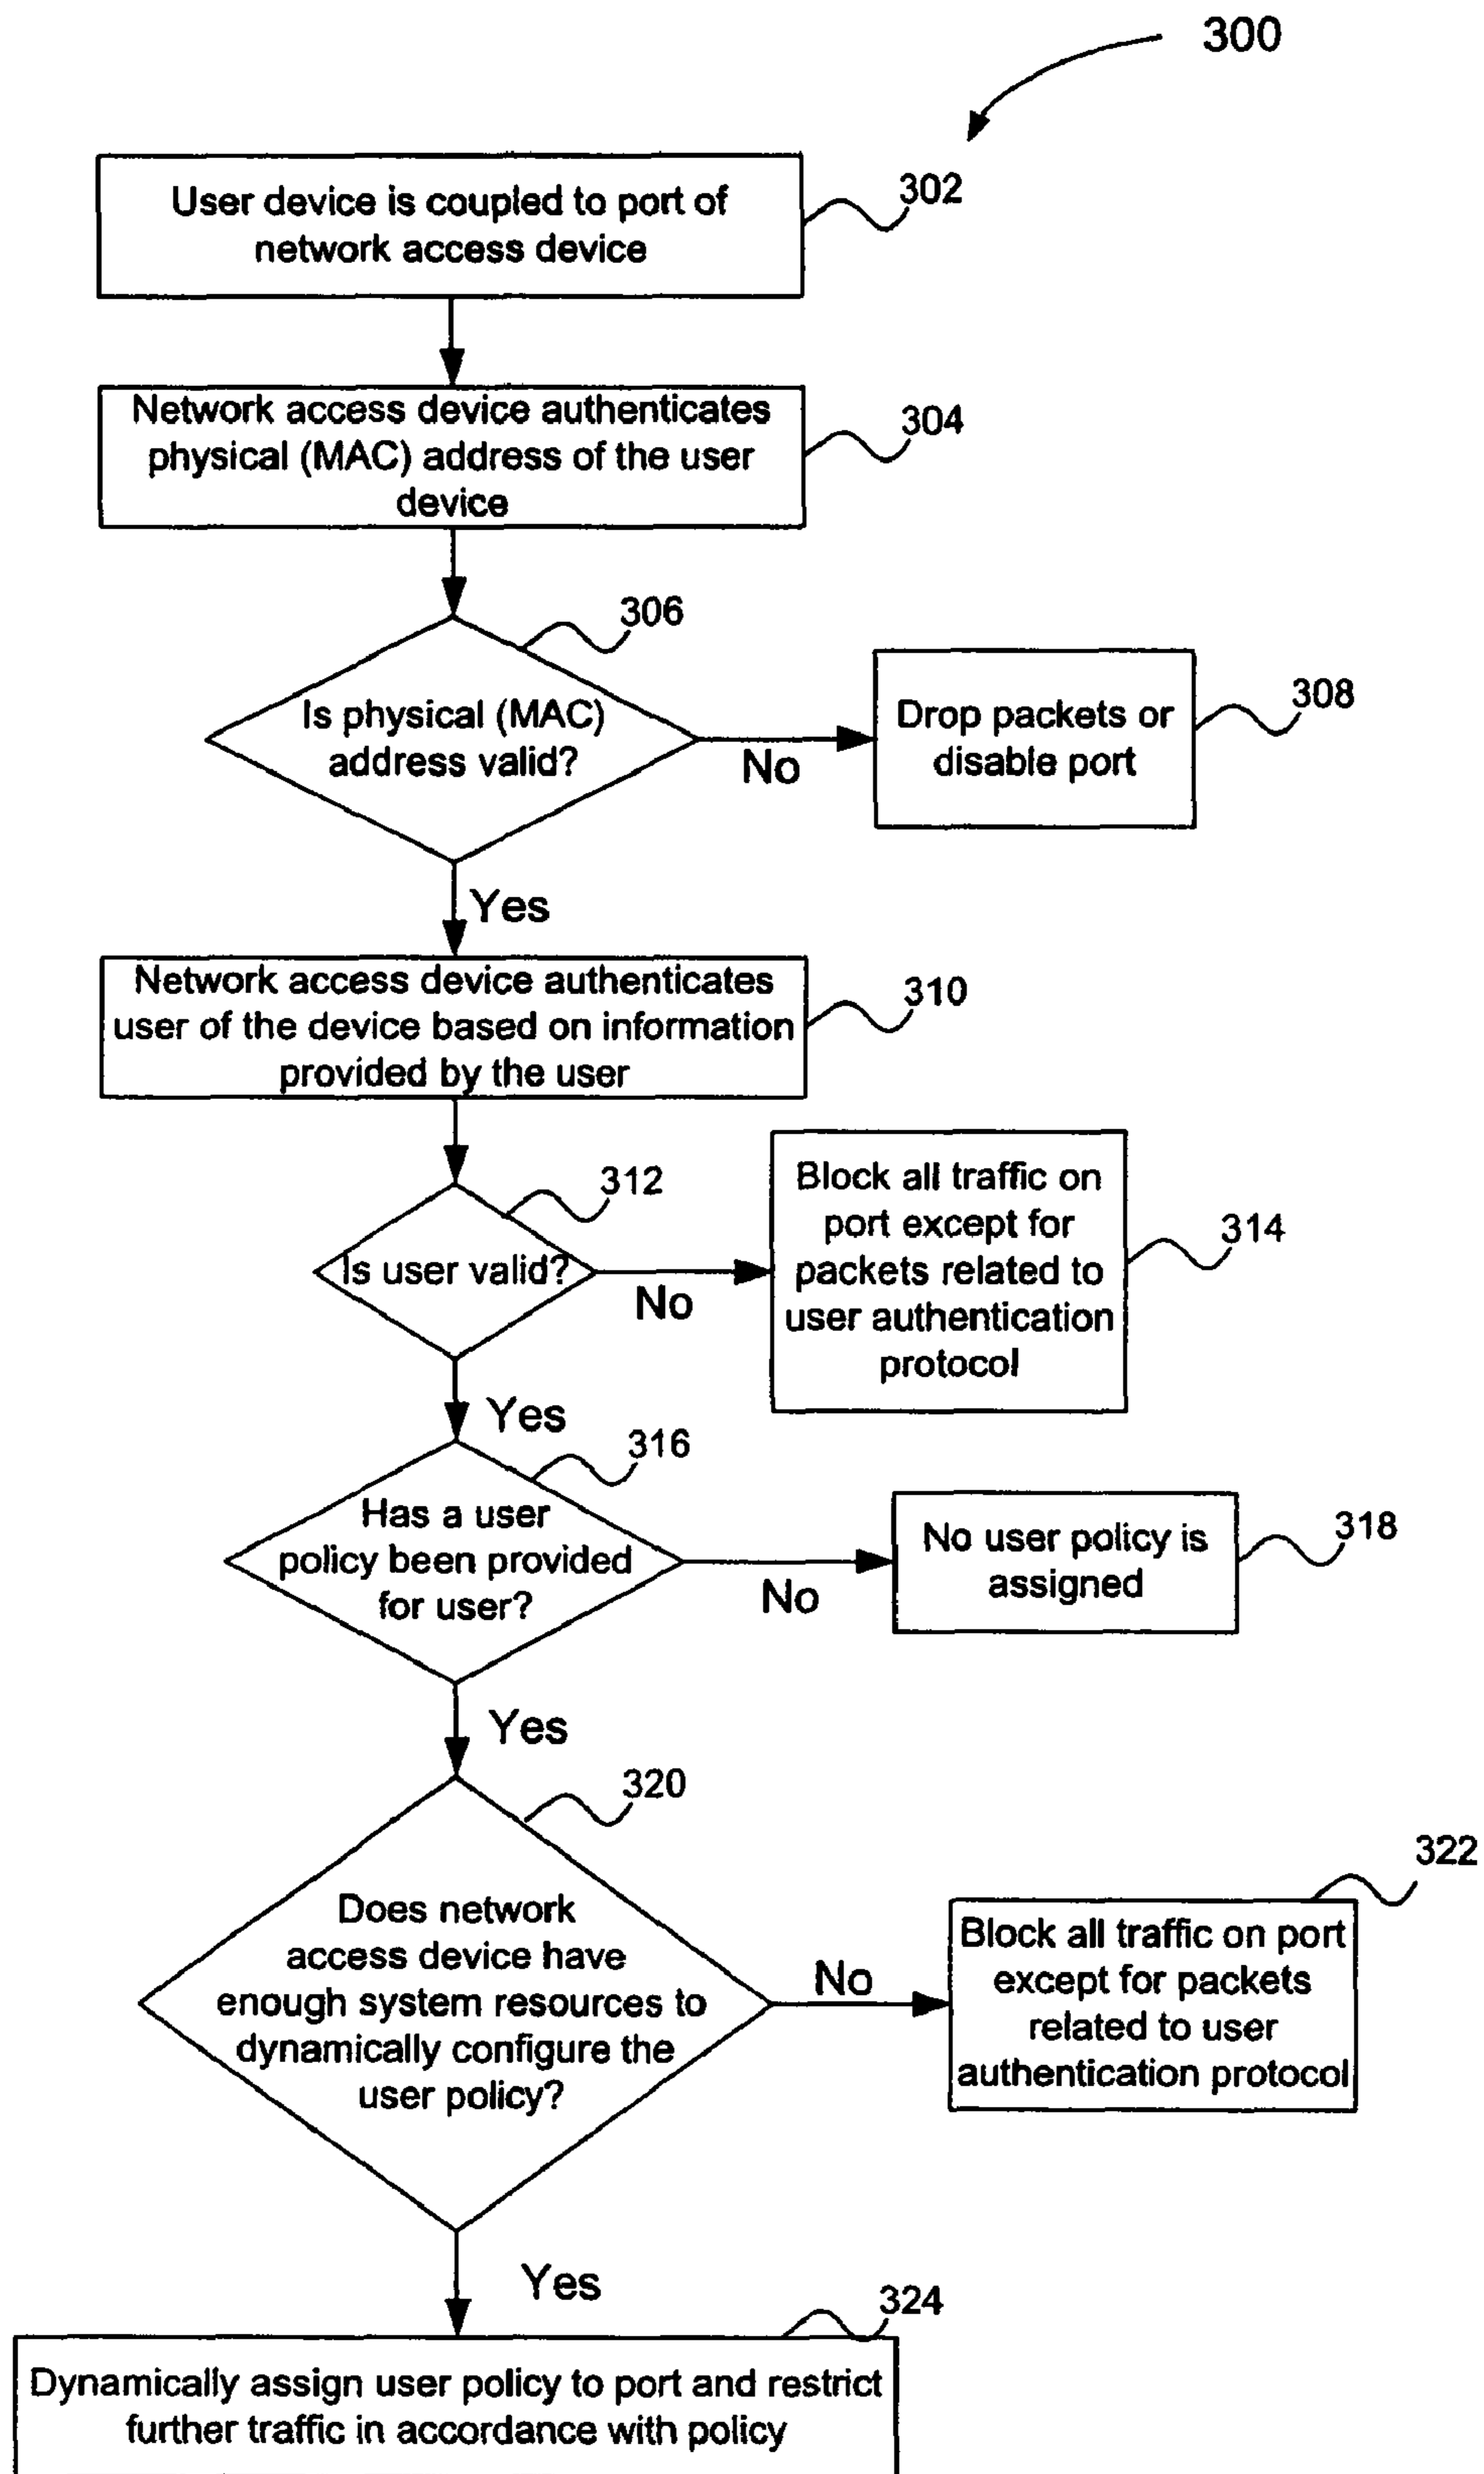 300
User device is coupled to port of
network access device
302
Network access device authenticates
physical (MAC) address of the user
device
304
306
Is physical (MAC)
address valid?
No
Drop packets or
disable port
308
Yes
Network access device authenticates
user of the device based on information
provided by the user
310
312
Is user valid?
No
Block all traffic on
port except for
packets related to
user authentication
protocol
314
Yes
316
Has a user
policy been provided
for user?
No
No user policy is
assigned
318
Yes
320
Does network
access device have
enough system resources to
dynamically configure the
user policy?
No
322
Block all traffic on port
except for packets
related to user
authentication protocol
Yes
324
Dynamically assign user policy to port and restrict
further traffic in accordance with policy